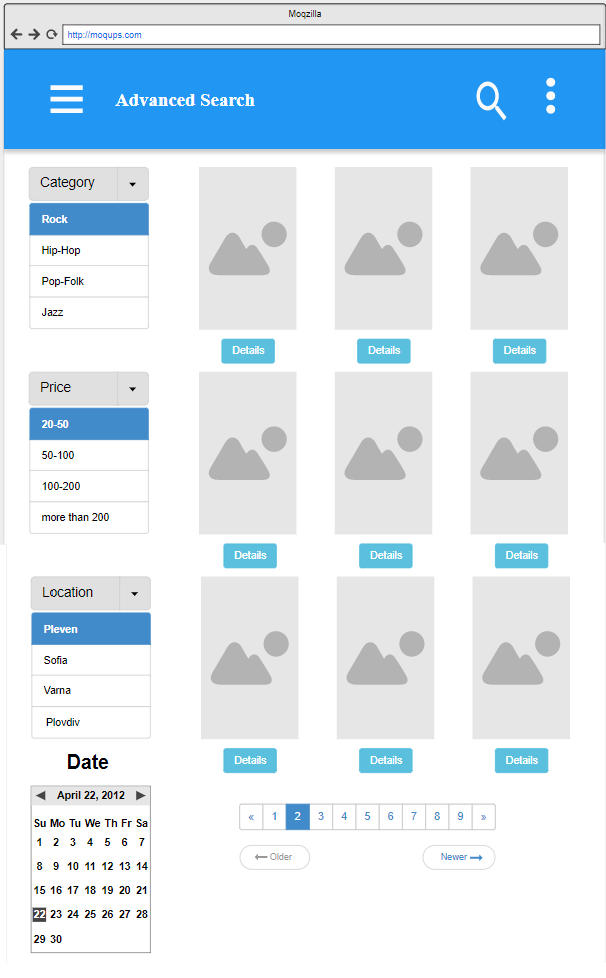 Moqzilla
http://moqups.com
Advanced Search
Category
Rock
Hip-Hop
Pop-Folk
Jazz
Details Details Details
Price
20-50
50-100
100-200
more than 200
Details Details Details
Location
Pleven
Sofia
Varna
Plovdiv
Details Details Details
Date
April 22, 2012
Su Mo Tu We Th Fr Sa
1 2 3 4 5 6 7
8 9 10 11 12 13 14
15 16 17 18 19 20 21
22 23 24 25 26 27 28
29 30
« 1 2 3 4 5 6 7 8 9 »
Older
Newer